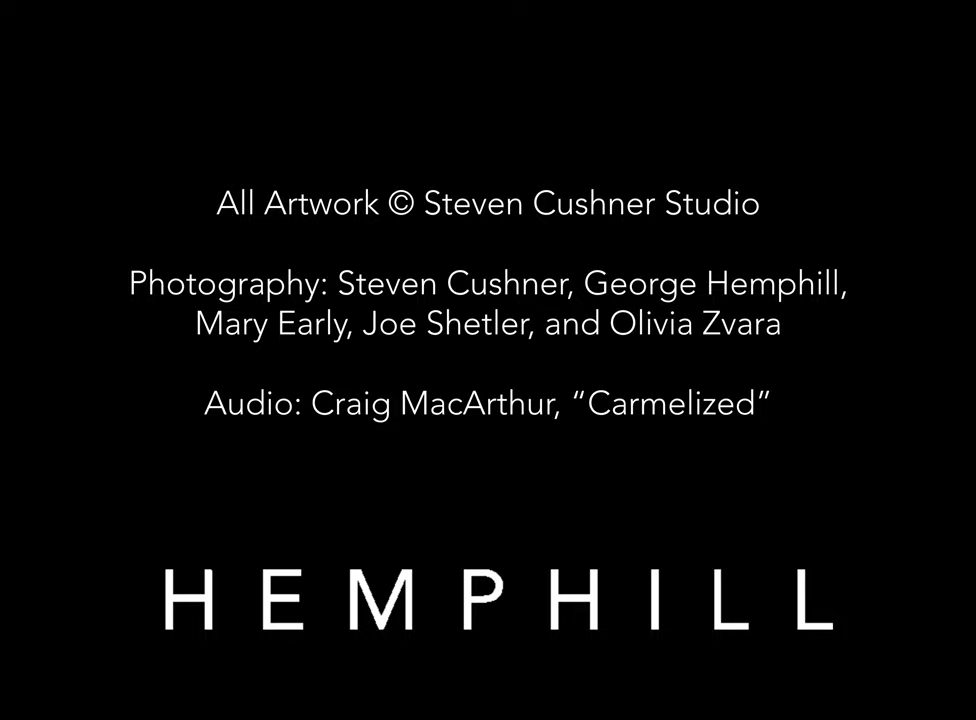 All Artwork © Steven Cushner Studio
Photography: Steven Cushner, George Hemphill,
Mary Early, Joe Shetler, and Olivia Zvara
Audio: Craig MacArthur, “Carmelized”
HEMPHILL